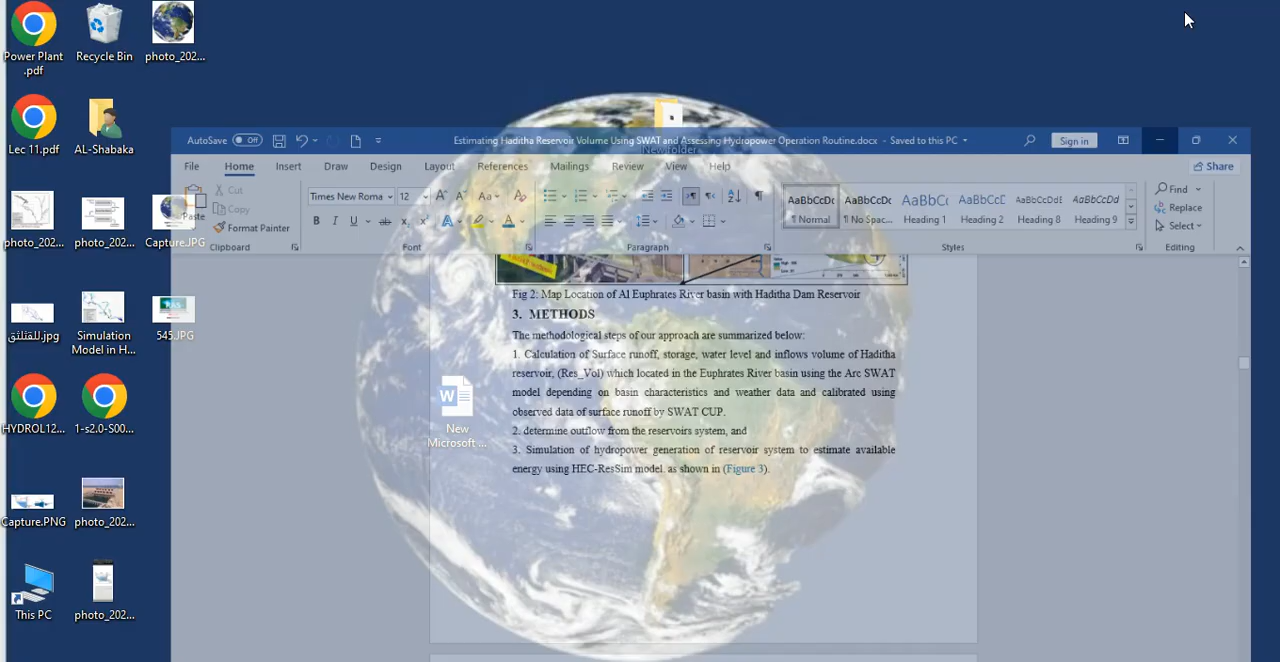 Power Plant
.pdf
Recycle Bin
photo_202...
Lec 11.pdf
AL-Shabaka
photo_202...
photo_202...
Capture.JPG
للقتلثق.jpg
Simulation
Model in H...
545.JPG
HYDROL12...
1-s2.0-S00...
Capture.PNG
photo_202...
This PC
photo_202...
New
Microsoft ...
AutoSave
Off
Estimating Haditha Reservoir Volume Using SWAT and Assessing Hydropower Operation Routine.docx - Saved to this PC
Sign in
File Home Insert Draw Design Layout References Mailings Review View Help
Share
Paste
Cut
Copy
Format Painter
Clipboard
Times New Roma
12
Font
Paragraph
AaBbCcDc
¶ Normal
AaBbCcDc
¶ No Spac...
AaBbCc
Heading 1
AaBbCcC
Heading 2
AaBbCcDdE
Heading 8
AaBbCcDd
Heading 9
Styles
Find
Replace
Select
Editing
Fig 2: Map Location of Al Euphrates River basin with Haditha Dam Reservoir
3. METHODS
The methodological steps of our approach are summarized below:
1. Calculation of Surface runoff, storage, water level and inflows volume of Haditha
reservoir, (Res_Vol) which located in the Euphrates River basin using the Arc SWAT
model depending on basin characteristics and weather data and calibrated using
observed data of surface runoff by SWAT CUP.
2. determine outflow from the reservoirs system, and
3. Simulation of hydropower generation of reservoir system to estimate available
energy using HEC-ResSim model. as shown in (Figure 3).